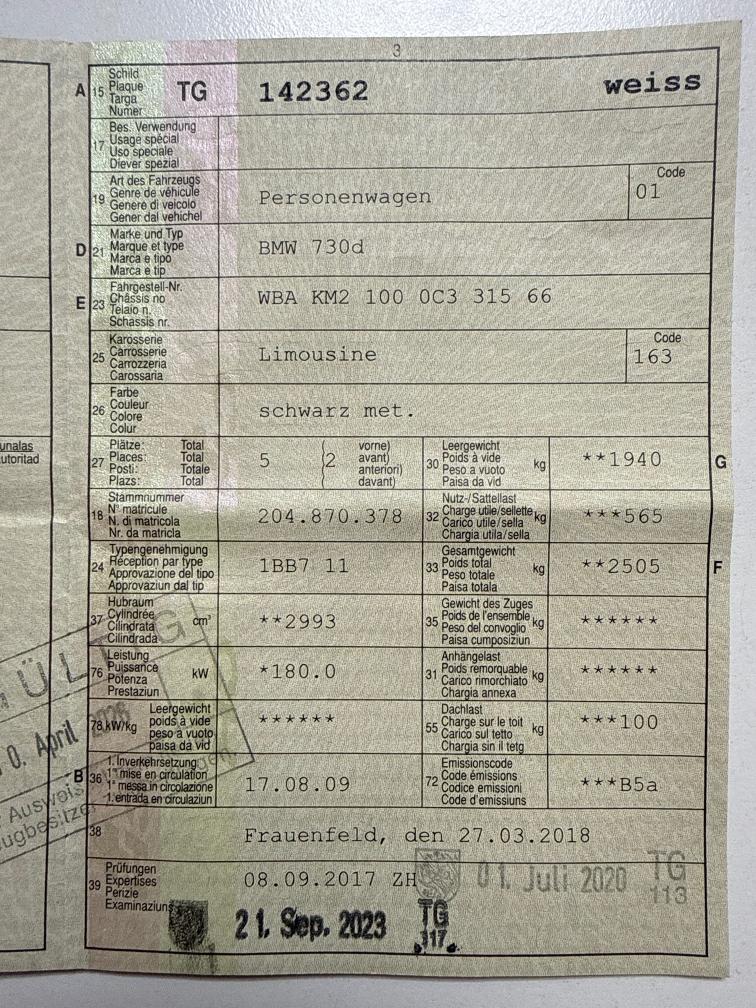 3
A 15 Schild TG 142362 weiss
Plaque
Targa
Numer
17 Bes. Verwendung
Usage spécial
Uso speciale
Diever spezial
19 Art des Fahrzeugs Personenwagen Code 01
Genre de véhicule
Genere di veicolo
Gener dal vehichel
D 21 Marke und Typ BMW 730d
Marque et type
Marca e tipo
Marca e tip
E 23 Fahrgestell-Nr. WBA KM2 100 0C3 315 66
Châssis no
Telaio n.
Schassis nr.
25 Karosserie Limousine Code 163
Carrosserie
Carrozzeria
Carossaria
26 Farbe schwarz met.
Couleur
Colore
Colur
unalas
utoritad
27 Plätze: Total 5 (2 vorne)
Places: Total avant)
Posti: Totale anteriori)
Plazs: Total davant)
30 Leergewicht kg **1940 G
Poids à vide
Peso a vuoto
Paisa da vid
18 Stammnummer 204.870.378
N° matricule
N. di matricola
Nr. da matricla
32 Nutz-/Sattellast kg ***565
Charge utile/sellette
Carico utile/sella
Chargia utila/sella
24 Typengenehmigung 1BB7 11
Réception par type
Approvazione del tipo
Approvaziun dal tip
33 Gesamtgewicht kg **2505 F
Poids total
Peso totale
Paisa totala
37 Hubraum cm³ **2993
Cylindrée
Cilindrata
Cilindrada
35 Gewicht des Zuges kg ******
Poids de l'ensemble
Peso del convoglio
Paisa cumposiziun
76 Leistung kW *180.0
Puissance
Potenza
Prestaziun
31 Anhängelast kg ******
Poids remorquable
Carico rimorchiato
Chargia annexa
78 kW/kg Leergewicht ******
poids à vide
peso a vuoto
paisa da vid
55 Dachlast kg ***100
Charge sur le toit
Carico sul tetto
Chargia sin il tetg
B 36 1. Inverkehrsetzung 17.08.09
1re mise en circulation
1a messa in circolazione
1. entrada en circulaziun
72 Emissionscode ***B5a
Code émissions
Codice emissioni
Code d'emissiuns
38 Frauenfeld, den 27.03.2018
39 Prüfungen 08.09.2017 ZH 01. Juli 2020 TG 113
Expertises
Perizie
Examinaziuns 21. Sep. 2023 TG 117
ÜL IG
0. April
Ausweis
ugbesitze